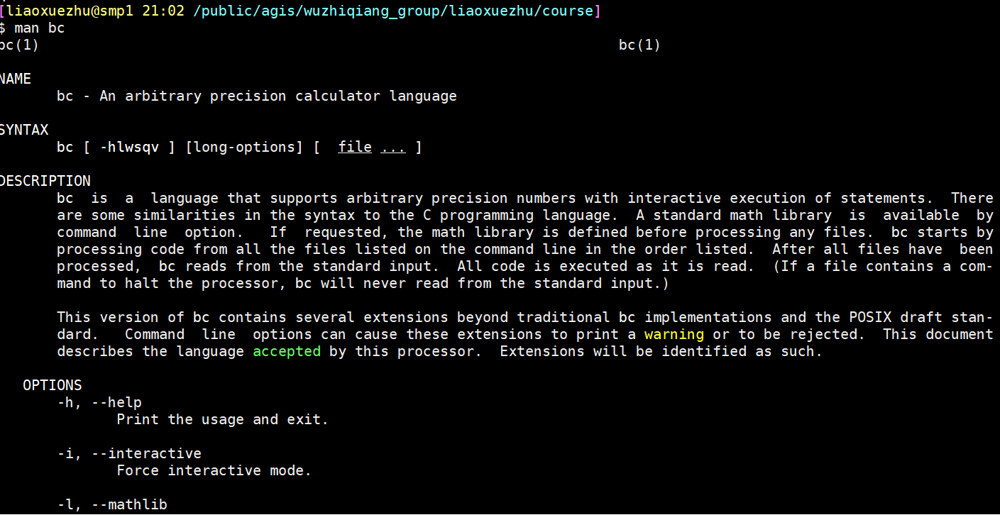 [liaoxuezhu@smp1 21:02 /public/agis/wuzhiqiang_group/liaoxuezhu/course]
$ man bc
bc(1) bc(1)
NAME
bc - An arbitrary precision calculator language
SYNTAX
bc [ -hlwsqv ] [long-options] [  file ... ]
DESCRIPTION
bc  is  a  language that supports arbitrary precision numbers with interactive execution of statements.  There
are some similarities in the syntax to the C programming language.  A standard math library  is  available  by
command  line  option.   If  requested, the math library is defined before processing any files.  bc starts by
processing code from all the files listed on the command line in the order listed.  After all files have  been
processed,  bc reads from the standard input.  All code is executed as it is read.  (If a file contains a com-
mand to halt the processor, bc will never read from the standard input.)
This version of bc contains several extensions beyond traditional bc implementations and the POSIX draft stan-
dard.   Command  line  options can cause these extensions to print a warning or to be rejected.  This document
describes the language accepted by this processor.  Extensions will be identified as such.
OPTIONS
-h, --help
Print the usage and exit.
-i, --interactive
Force interactive mode.
-l, --mathlib